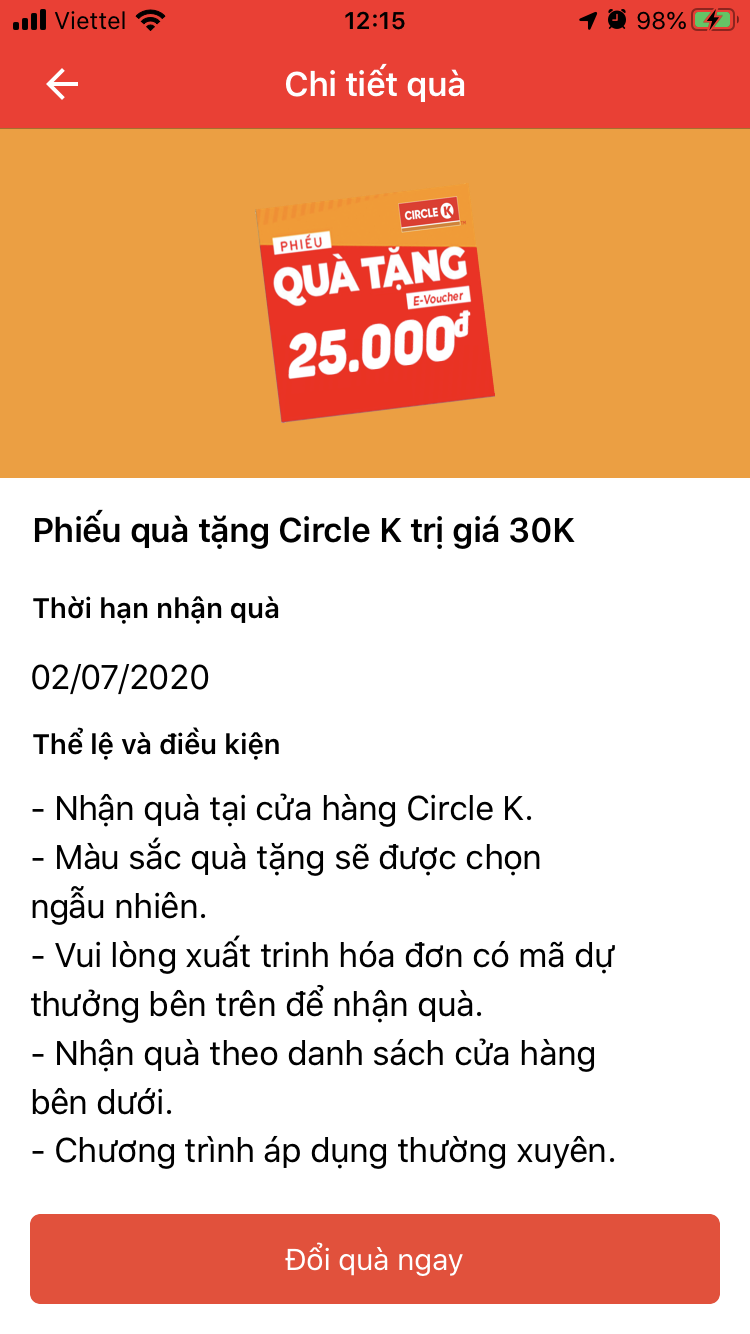 Viettel
12:15
98%
Chi tiết quà
CIRCLE K
PHIẾU
QUÀ TẶNG
E-Voucher
25.000đ
Phiếu quà tặng Circle K trị giá 30K
Thời hạn nhận quà
02/07/2020
Thể lệ và điều kiện
- Nhận quà tại cửa hàng Circle K.
- Màu sắc quà tặng sẽ được chọn
ngẫu nhiên.
- Vui lòng xuất trinh hóa đơn có mã dự
thưởng bên trên để nhận quà.
- Nhận quà theo danh sách cửa hàng
bên dưới.
- Chương trình áp dụng thường xuyên.
Đổi quà ngay